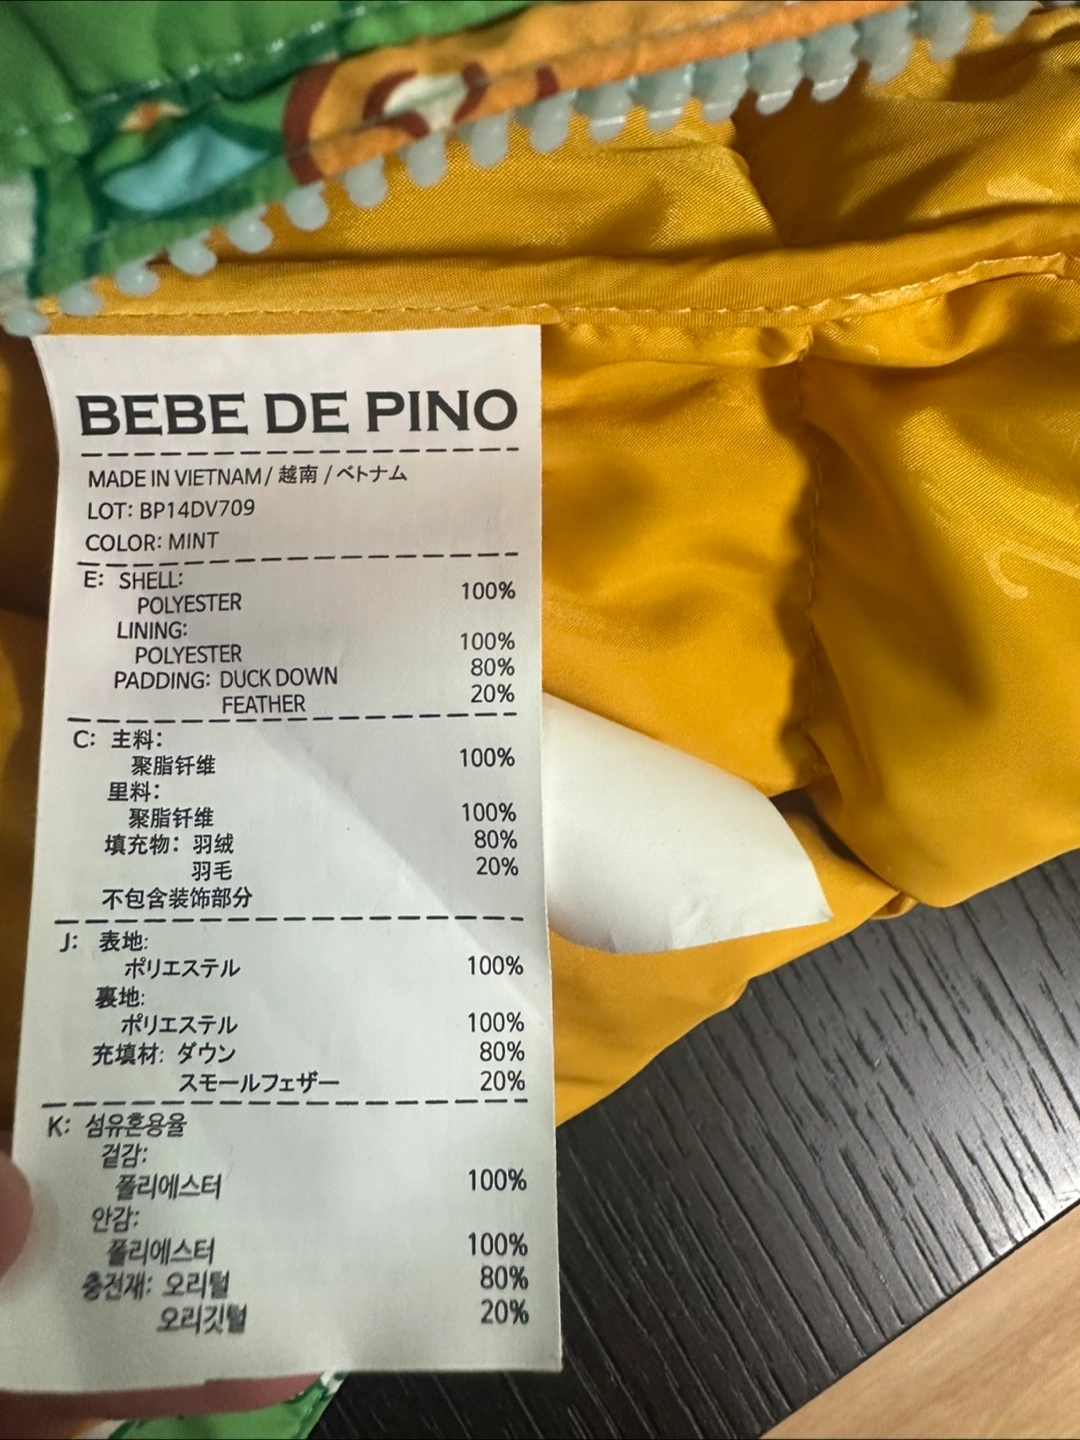 BEBE DE PINO
MADE IN VIETNAM / 越南 / ベトナム
LOT: BP14DV709
COLOR: MINT
E: SHELL:
POLYESTER 100%
LINING:
POLYESTER 100%
PADDING: DUCK DOWN 80%
FEATHER 20%
C: 主料:
聚脂钎维 100%
里料:
聚脂钎维 100%
填充物: 羽绒 80%
羽毛 20%
不包含装饰部分
J: 表地:
ポリエステル 100%
裏地:
ポリエステル 100%
充填材: ダウン 80%
スモールフェザー 20%
K: 섬유혼용율
겉감:
폴리에스터 100%
안감:
폴리에스터 100%
충전재: 오리털 80%
오리깃털 20%